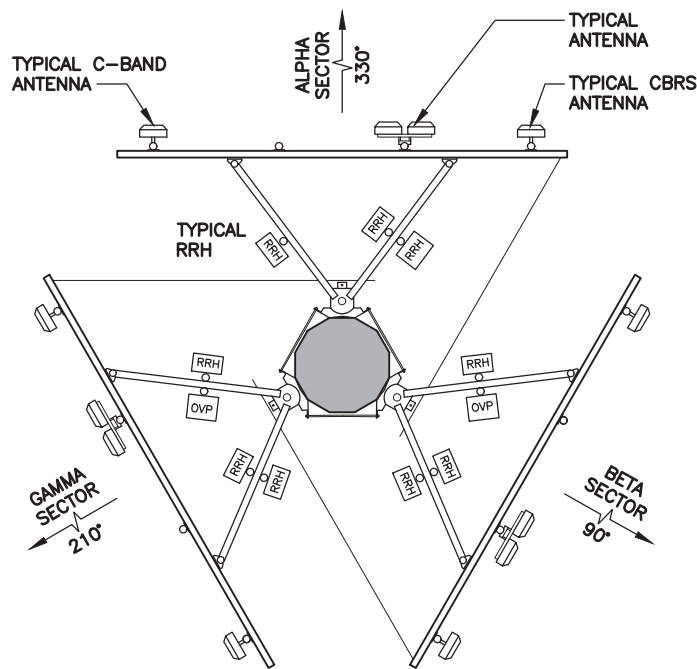 TYPICAL C-BAND
ANTENNA
ALPHA
SECTOR
330°
TYPICAL
ANTENNA
TYPICAL CBRS
ANTENNA
TYPICAL
RRH
RRH
RRH
RRH
RRH
OVP
RRH
RRH
RRH
OVP
RRH
RRH
GAMMA
SECTOR
210°
BETA
SECTOR
90°